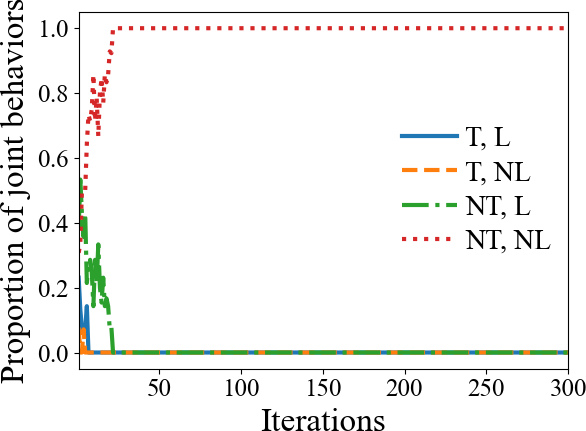 Proportion of joint behaviors
1.0
0.8
0.6
0.4
0.2
0.0
T, L
T, NL
NT, L
NT, NL
50
100
150
200
250
300
Iterations